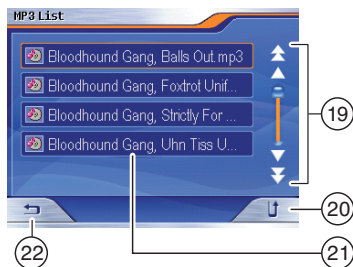 MP3 List
Bloodhound Gang, Balls Out.mp3
Bloodhound Gang, Foxtrot Unif...
Bloodhound Gang, Strictly For ...
Bloodhound Gang, Uhn Tiss U...
19
20
21
22